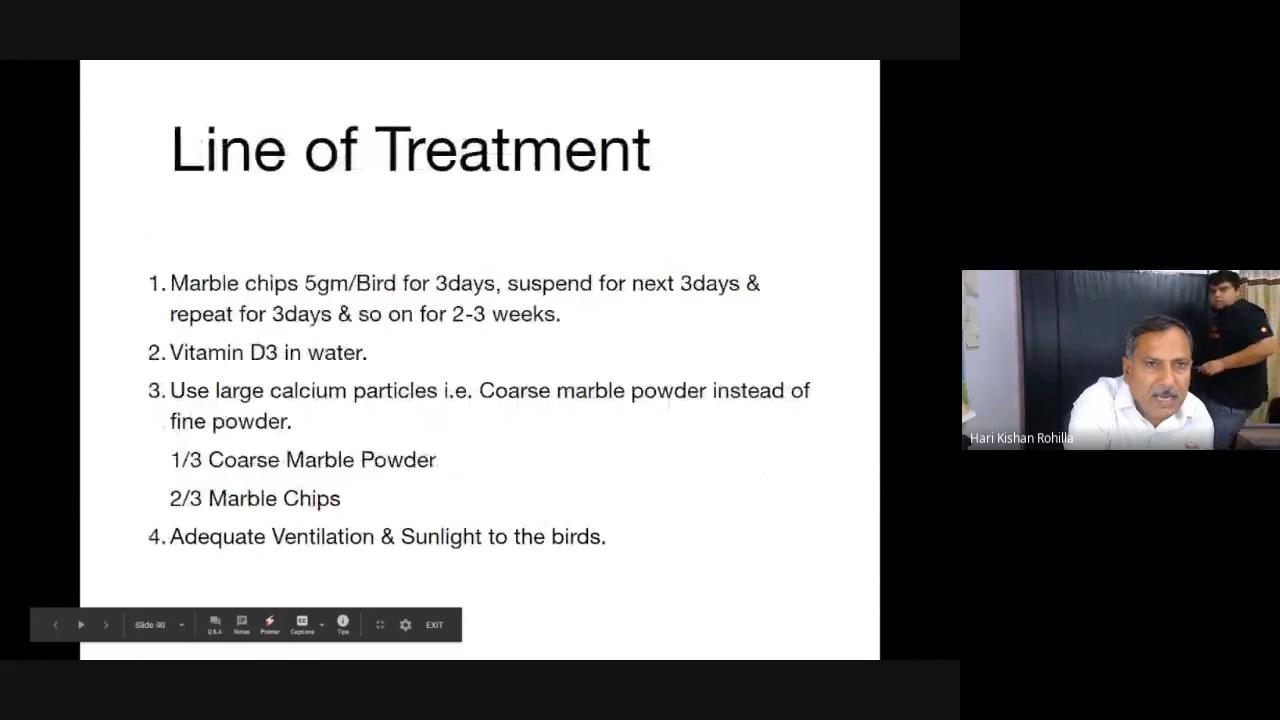 Line of Treatment
1. Marble chips 5gm/Bird for 3days, suspend for next 3days &
repeat for 3days & so on for 2-3 weeks.
2. Vitamin D3 in water.
3. Use large calcium particles i.e. Coarse marble powder instead of
fine powder.
1/3 Coarse Marble Powder
2/3 Marble Chips
4. Adequate Ventilation & Sunlight to the birds.
Slide 46
Q&A
Notes
Pointer
Captions
Tips
EXIT
Hari Kishan Rohilla